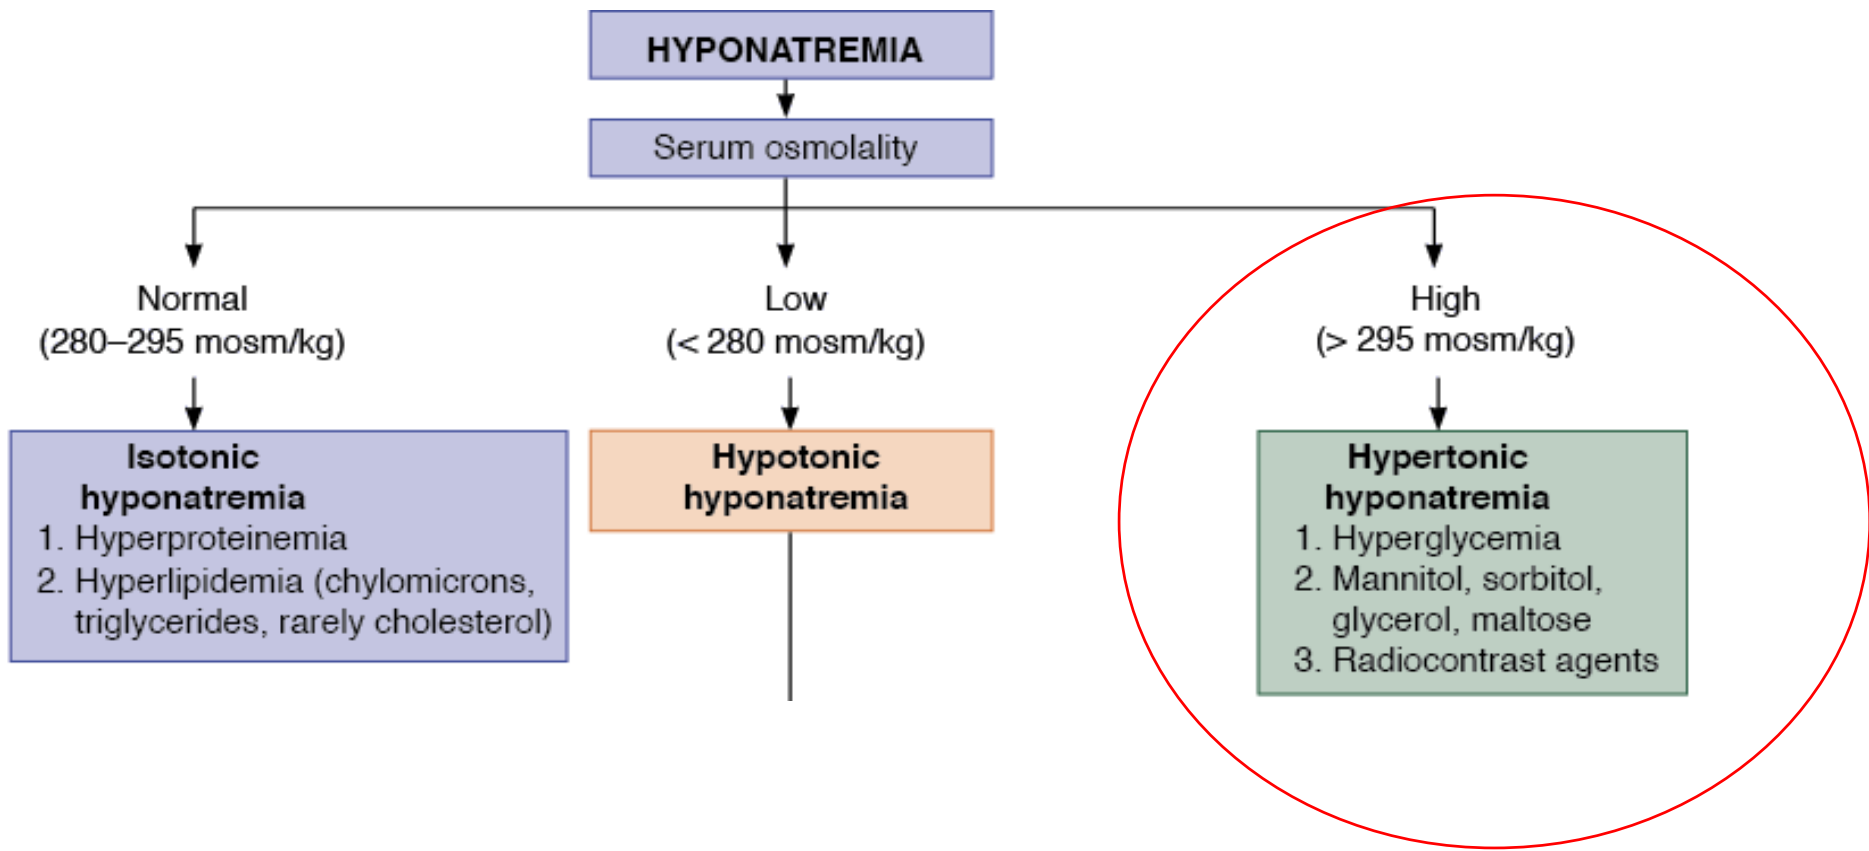 HYPONATREMIA
Serum osmolality
Normal
(280–295 mosm/kg)
Low
(< 280 mosm/kg)
High
(> 295 mosm/kg)
Isotonic
hyponatremia
1. Hyperproteinemia
2. Hyperlipidemia (chylomicrons,
triglycerides, rarely cholesterol)
Hypotonic
hyponatremia
Hypertonic
hyponatremia
1. Hyperglycemia
2. Mannitol, sorbitol,
glycerol, maltose
3. Radiocontrast agents